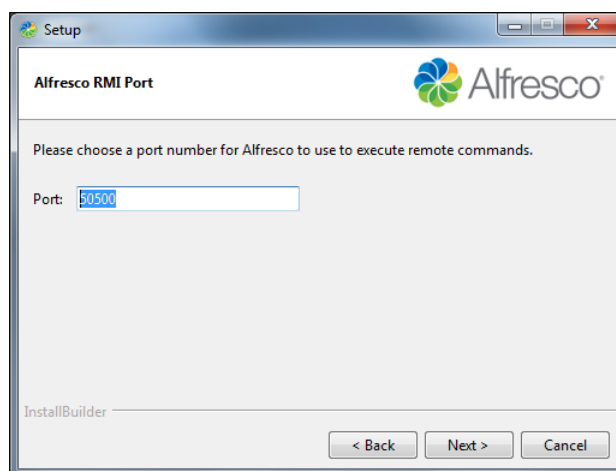 Setup
Alfresco RMI Port
Alfresco
Please choose a port number for Alfresco to use to execute remote commands.
Port: 50500
InstallBuilder
< Back Next > Cancel